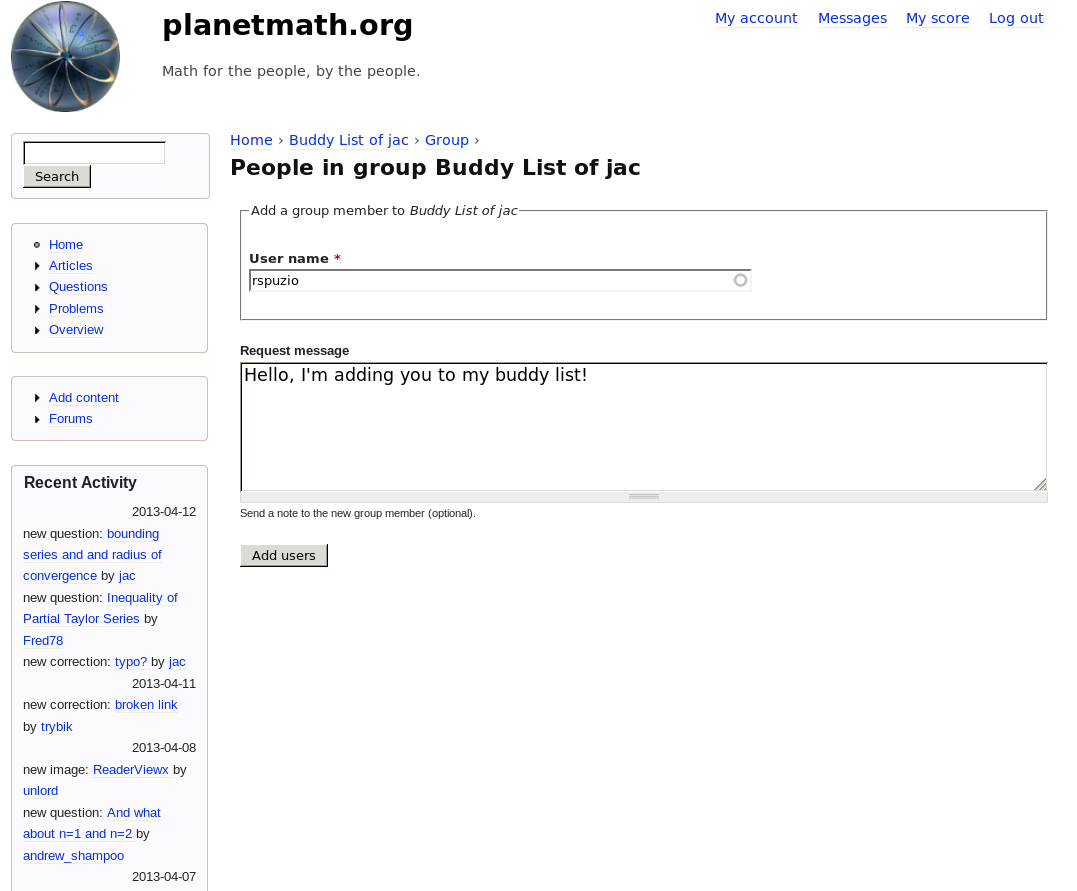 planetmath.org
My account Messages My score Log out
Math for the people, by the people.
Search
Home
Articles
Questions
Problems
Overview
Add content
Forums
Recent Activity
2013-04-12
new question: bounding
series and and radius of
convergence by jac
new question: Inequality of
Partial Taylor Series by
Fred78
new correction: typo? by jac
2013-04-11
new correction: broken link
by trybik
2013-04-08
new image: ReaderViewx by
unlord
new question: And what
about n=1 and n=2 by
andrew_shampoo
2013-04-07
Home › Buddy List of jac › Group ›
People in group Buddy List of jac
Add a group member to Buddy List of jac
User name *
rspuzio
Request message
Hello, I'm adding you to my buddy list!
Send a note to the new group member (optional).
Add users